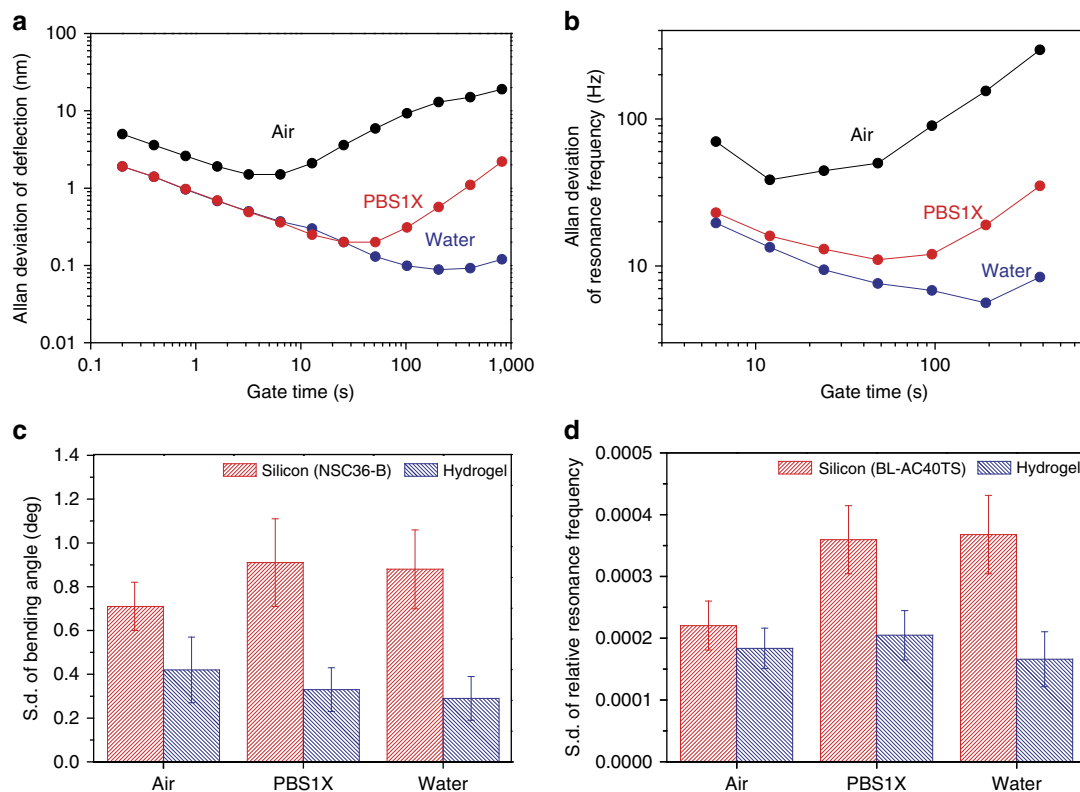 a
Allan deviation of deflection (nm)
100
10
1
0.1
0.01
Air
PBS1X
Water
0.1
1
10
100
1,000
Gate time (s)
b
Allan deviation
of resonance frequency (Hz)
100
10
Air
PBS1X
Water
10
100
Gate time (s)
c
S.d. of bending angle (deg)
1.4
1.2
1.0
0.8
0.6
0.4
0.2
0.0
Silicon (NSC36-B) Hydrogel
Air PBS1X Water
d
S.d. of relative resonance frequency
0.0005
0.0004
0.0003
0.0002
0.0001
0.0000
Silicon (BL-AC40TS) Hydrogel
Air PBS1X Water